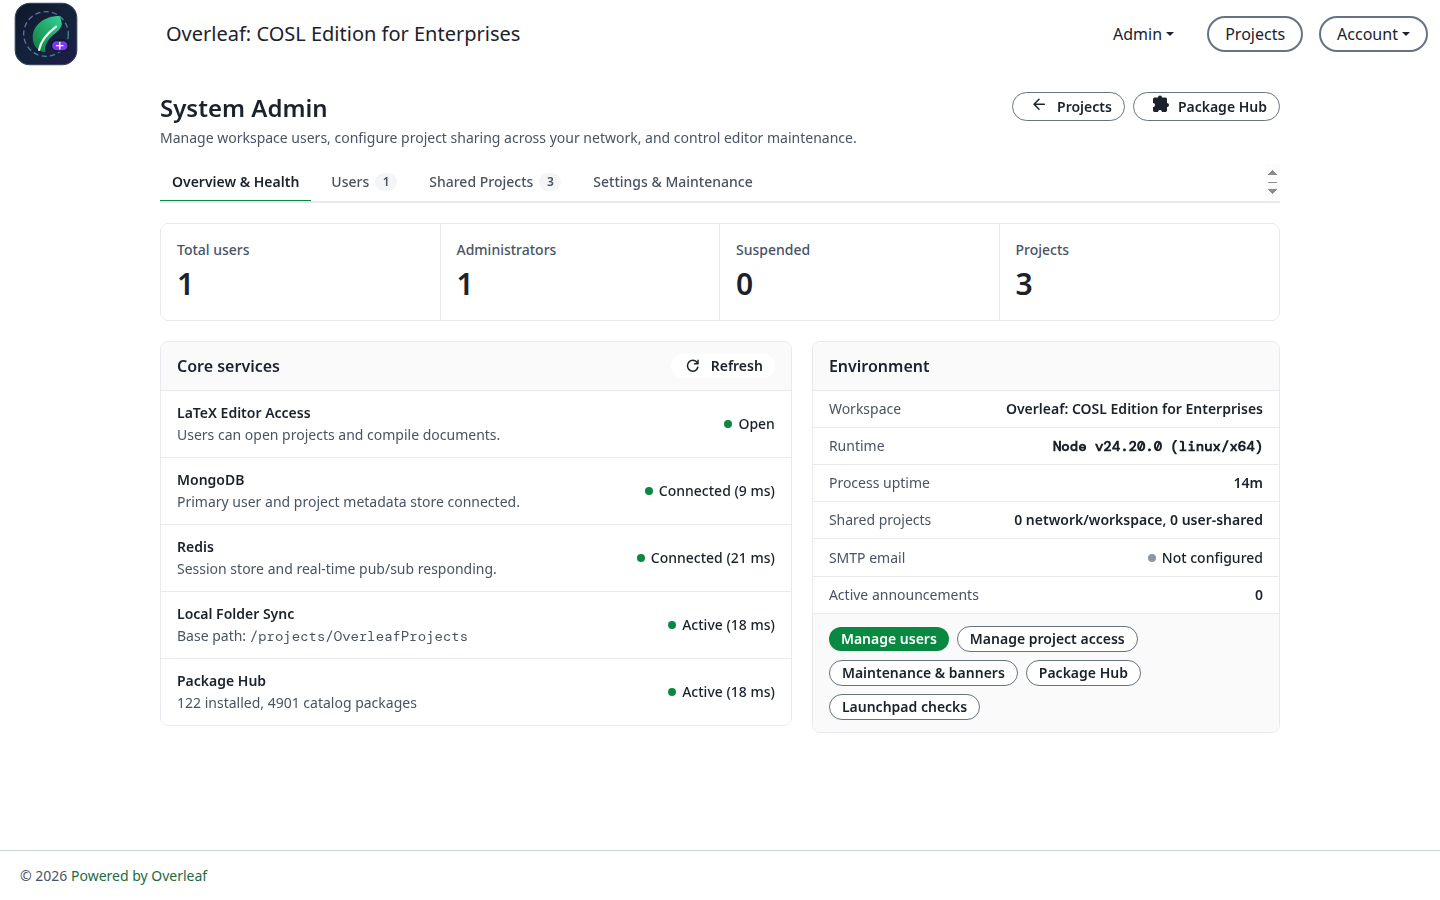 Overleaf: COSL Edition for Enterprises
Admin
Projects
Account
System Admin
Projects
Package Hub
Manage workspace users, configure project sharing across your network, and control editor maintenance.
Overview & Health
Users 1
Shared Projects 3
Settings & Maintenance
Total users
1
Administrators
1
Suspended
0
Projects
3
Core services
Refresh
LaTeX Editor Access
Users can open projects and compile documents.
Open
MongoDB
Primary user and project metadata store connected.
Connected (9 ms)
Redis
Session store and real-time pub/sub responding.
Connected (21 ms)
Local Folder Sync
Base path: /projects/OverleafProjects
Active (18 ms)
Package Hub
122 installed, 4901 catalog packages
Active (18 ms)
Environment
Workspace
Overleaf: COSL Edition for Enterprises
Runtime
Node v24.20.0 (linux/x64)
Process uptime
14m
Shared projects
0 network/workspace, 0 user-shared
SMTP email
Not configured
Active announcements
0
Manage users
Manage project access
Maintenance & banners
Package Hub
Launchpad checks
© 2026 Powered by Overleaf